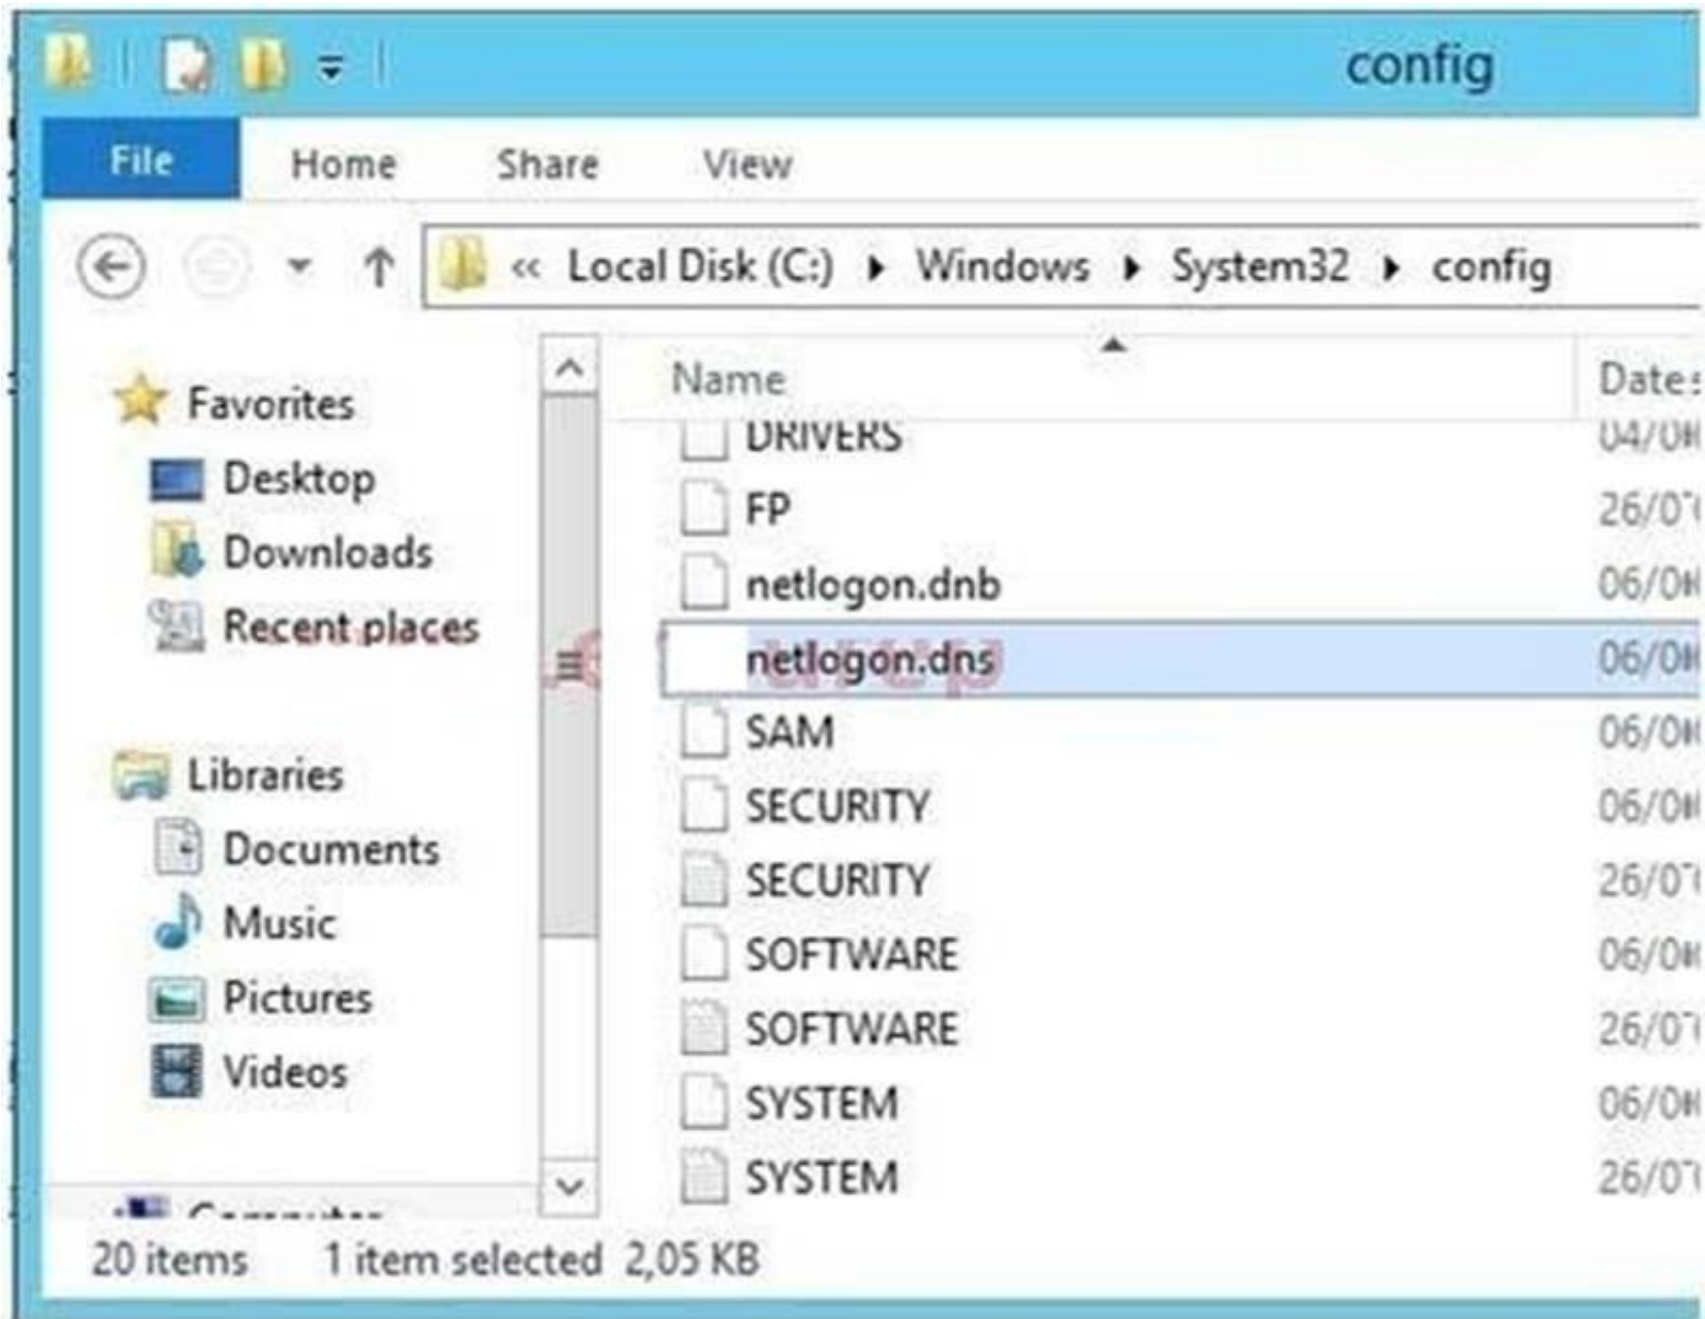 config
File Home Share View
« Local Disk (C:) Windows System32 config
Favorites
Desktop
Downloads
Recent places
Libraries
Documents
Music
Pictures
Videos
Name
DRIVERS
FP
netlogon.dnb
netlogon.dns
SAM
SECURITY
SECURITY
SOFTWARE
SOFTWARE
SYSTEM
SYSTEM
20 items 1 item selected 2,05 KB